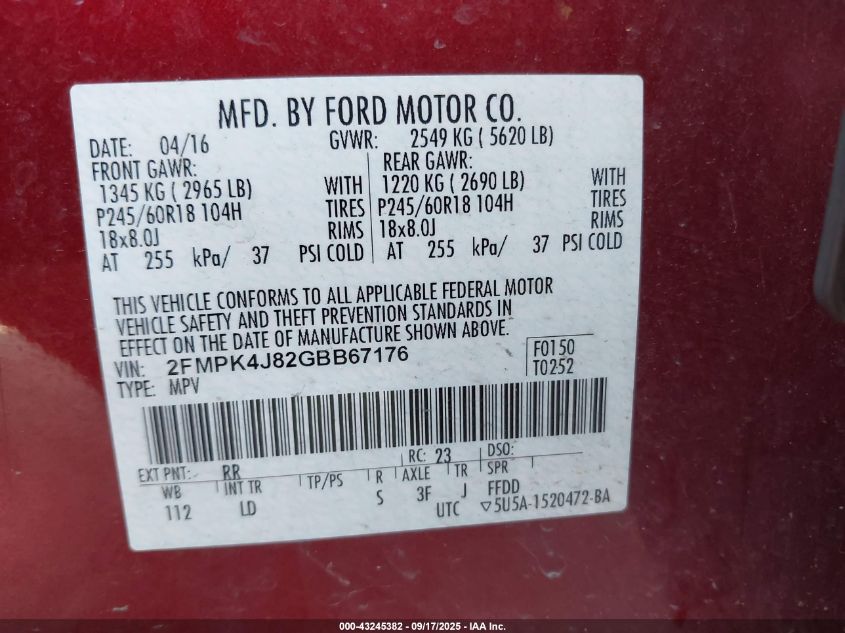 MFD. BY FORD MOTOR CO.
DATE: 04/16 GVWR: 2549 KG ( 5620 LB)
FRONT GAWR: REAR GAWR:
1345 KG ( 2965 LB) WITH 1220 KG ( 2690 LB) WITH
P245/60R18 104H TIRES P245/60R18 104H TIRES
18x8.0J RIMS 18x8.0J RIMS
AT 255 kPa/ 37 PSI COLD AT 255 kPa/ 37 PSI COLD
THIS VEHICLE CONFORMS TO ALL APPLICABLE FEDERAL MOTOR
VEHICLE SAFETY AND THEFT PREVENTION STANDARDS IN
EFFECT ON THE DATE OF MANUFACTURE SHOWN ABOVE.
VIN: 2FMPK4J82GBB67176 F0150
TYPE: MPV T0252
EXT PNT: RR RC: 23 DSO:
WB INT TR TP/PS R AXLE TR SPR
112 LD S 3F J FFDD
UTC ▽5U5A-1520472-BA
000-43245382 - 09/17/2025 - IAA Inc.